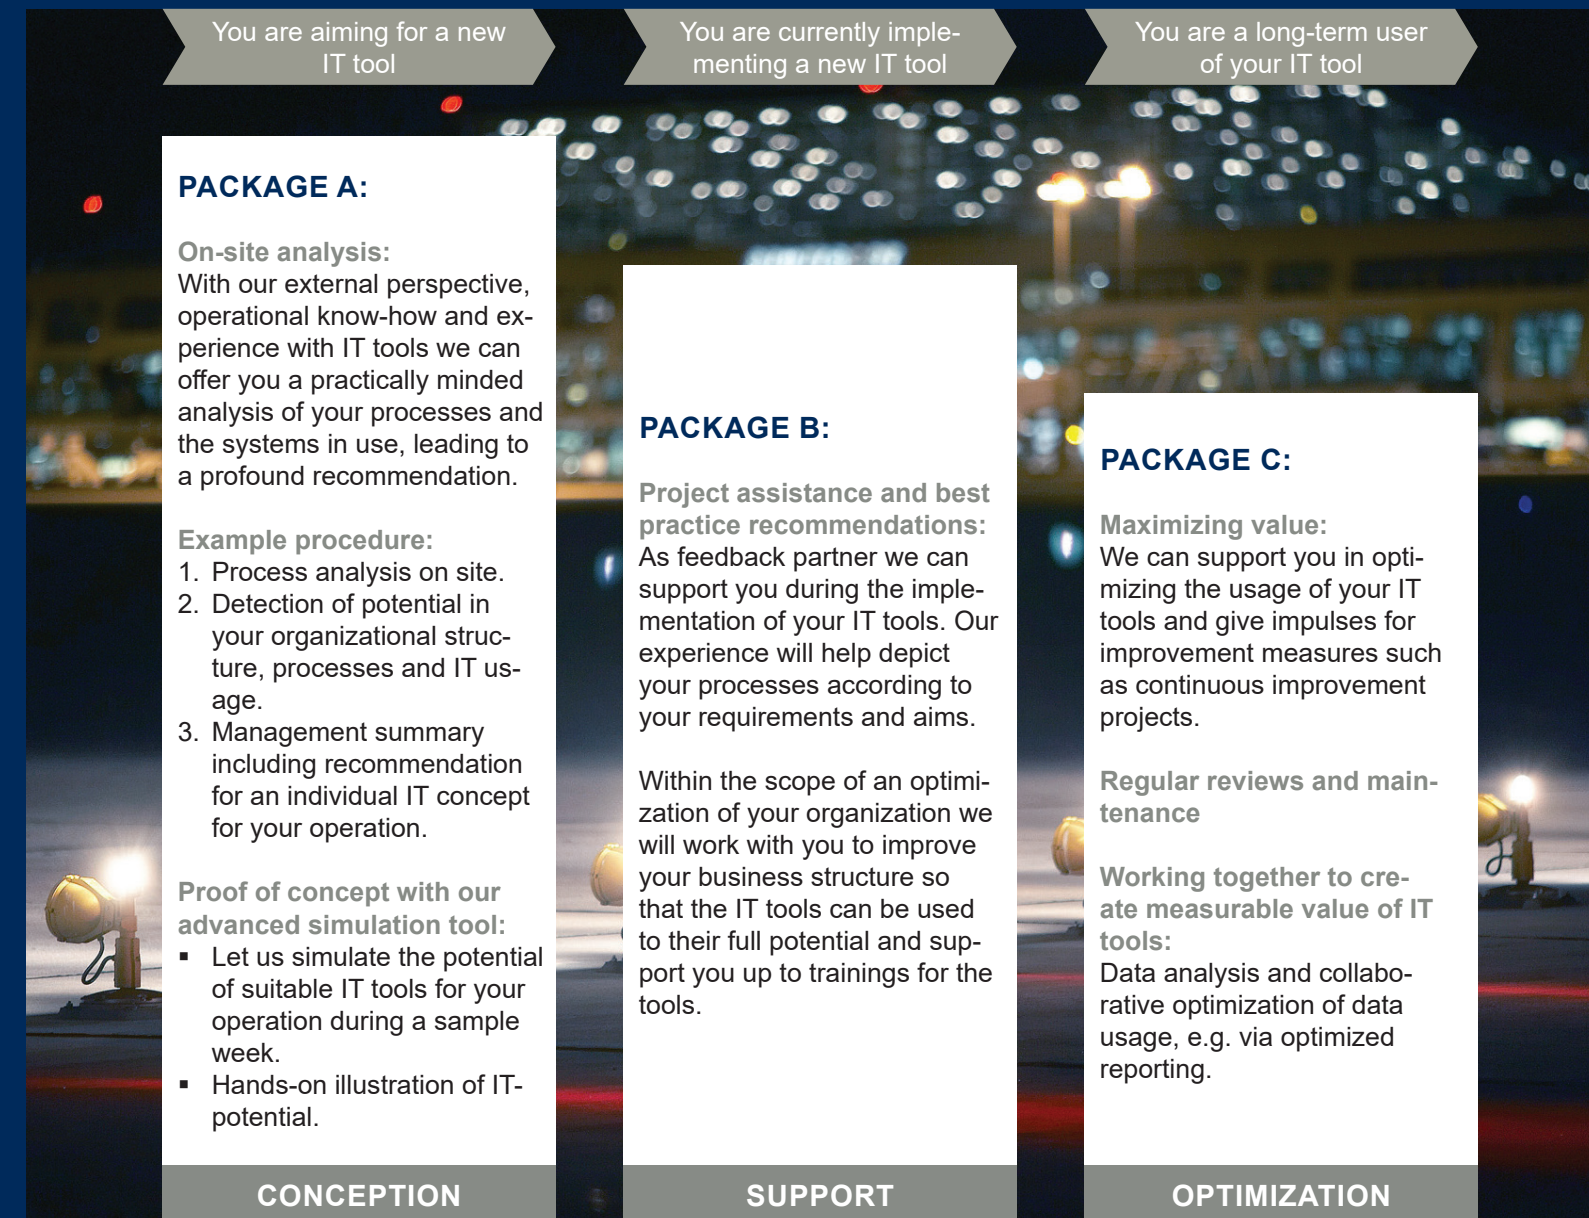 You are aiming for a new
IT tool
You are currently imple-
menting a new IT tool
You are a long-term user
of your IT tool
PACKAGE A:
On-site analysis:
With our external perspective,
operational know-how and ex-
perience with IT tools we can
offer you a practically minded
analysis of your processes and
the systems in use, leading to
a profound recommendation.
Example procedure:
1. Process analysis on site.
2. Detection of potential in
your organizational struc-
ture, processes and IT us-
age.
3. Management summary
including recommendation
for an individual IT concept
for your operation.
Proof of concept with our
advanced simulation tool:
▪ Let us simulate the potential
of suitable IT tools for your
operation during a sample
week.
▪ Hands-on illustration of IT-
potential.
CONCEPTION
PACKAGE B:
Project assistance and best
practice recommendations:
As feedback partner we can
support you during the imple-
mentation of your IT tools. Our
experience will help depict
your processes according to
your requirements and aims.
Within the scope of an optimi-
zation of your organization we
will work with you to improve
your business structure so
that the IT tools can be used
to their full potential and sup-
port you up to trainings for the
tools.
SUPPORT
PACKAGE C:
Maximizing value:
We can support you in opti-
mizing the usage of your IT
tools and give impulses for
improvement measures such
as continuous improvement
projects.
Regular reviews and main-
tenance
Working together to cre-
ate measurable value of IT
tools:
Data analysis and collabo-
rative optimization of data
usage, e.g. via optimized
reporting.
OPTIMIZATION